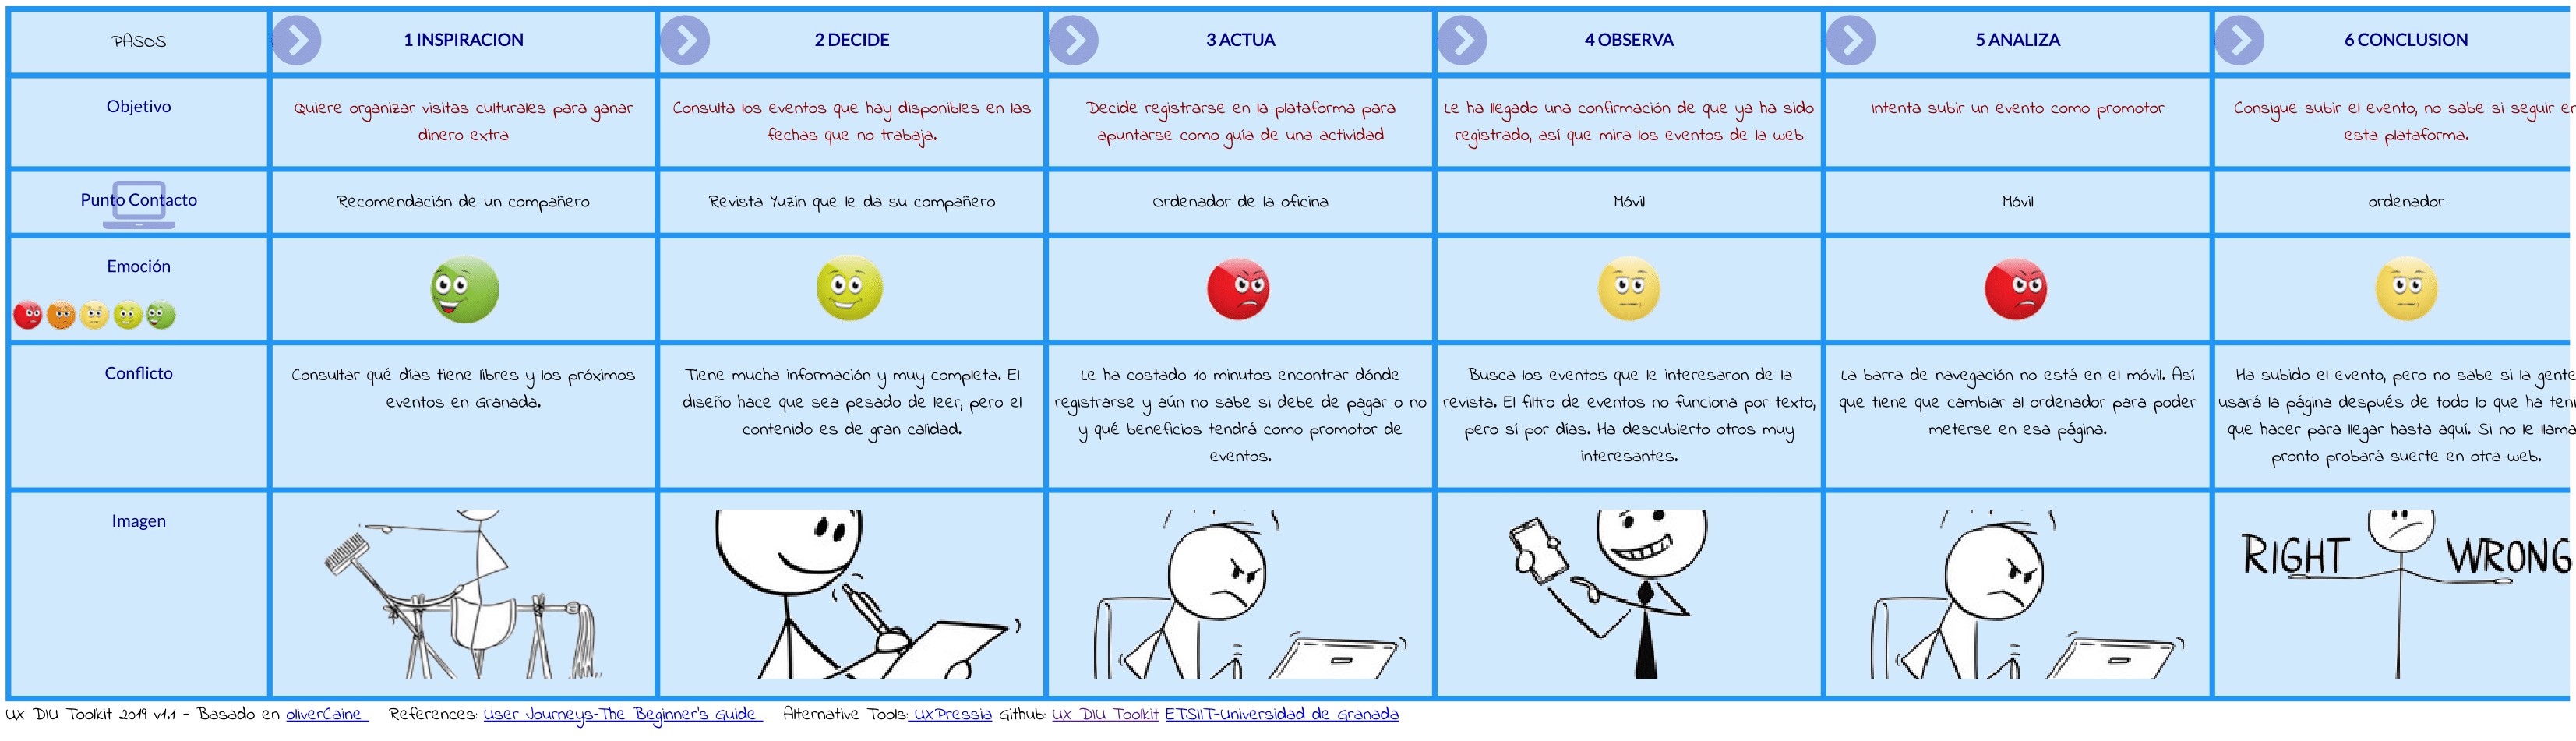 PASOS
1 INSPIRACION
2 DECIDE
3 ACTUA
4 OBSERVA
5 ANALIZA
6 CONCLUSION
Objetivo
Quiere organizar visitas culturales para ganar
dinero extra
Consulta los eventos que hay disponibles en las
fechas que no trabaja.
Decide registrarse en la plataforma para
apuntarse como guía de una actividad
Le ha llegado una confirmación de que ya ha sido
registrado, así que mira los eventos de la web
Intenta subir un evento como promotor
Consigue subir el evento, no sabe si seguir en
esta plataforma.
Punto Contacto
Recomendación de un compañero
Revista Yuzin que le da su compañero
Ordenador de la oficina
Móvil
Móvil
ordenador
Emoción
Conflicto
Consultar qué días tiene libres y los próximos
eventos en Granada.
Tiene mucha información y muy completa. El
diseño hace que sea pesado de leer, pero el
contenido es de gran calidad.
Le ha costado 10 minutos encontrar dónde
registrarse y aún no sabe si debe de pagar o no
y qué beneficios tendrá como promotor de
eventos.
Busca los eventos que le interesaron de la
revista. El filtro de eventos no funciona por texto,
pero sí por días. Ha descubierto otros muy
interesantes.
La barra de navegación no está en el móvil. Así
que tiene que cambiar al ordenador para poder
meterse en esa página.
Ha subido el evento, pero no sabe si la gente
usará la página después de todo lo que ha teni
que hacer para llegar hasta aquí. Si no le llama
pronto probará suerte en otra web.
Imagen
RIGHT
WRONG
UX DIU Toolkit 2019 v1.1 - Basado en oliverCaine References: User Journeys-The Beginner's Guide Alternative Tools: UXPressia Github: UX DIU Toolkit ETSIIT-Universidad de Granada